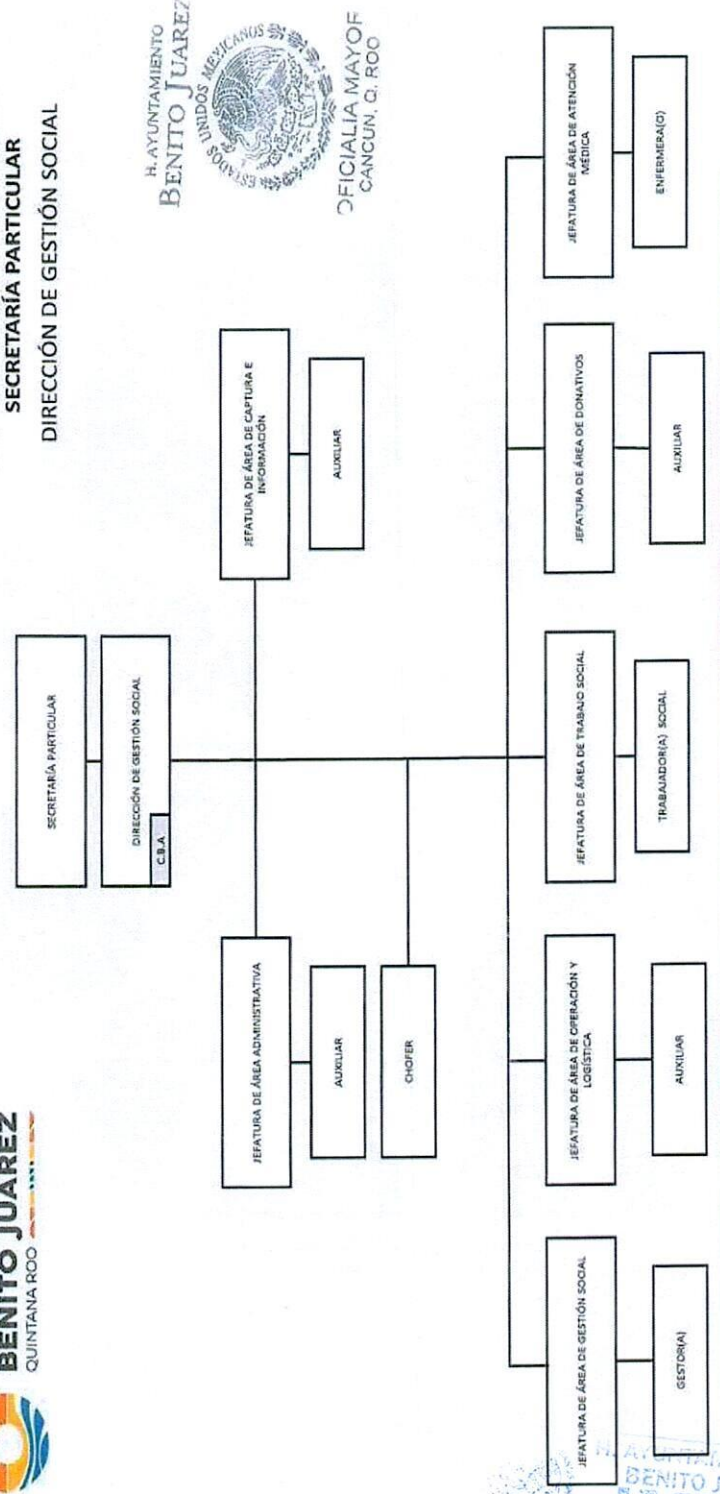 BENITO JUÁREZ
QUINTANA ROO
SECRETARÍA PARTICULAR
DIRECCIÓN DE GESTIÓN SOCIAL
H. AYUNTAMIENTO
BENITO JUAREZ
ESTADOS UNIDOS MEXICANOS
OFICIALIA MAYOR
CANCUN, Q. ROO
SECRETARÍA PARTICULAR
DIRECCIÓN DE GESTIÓN SOCIAL
C.B.A
JEFATURA DE ÁREA ADMINISTRATIVA
AUXILIAR
CHOFER
JEFATURA DE ÁREA DE CAPTURA E
INFORMACIÓN
AUXILIAR
JEFATURA DE ÁREA DE GESTIÓN SOCIAL
GESTOR(A)
JEFATURA DE ÁREA DE OPERACIÓN Y
LOGÍSTICA
AUXILIAR
JEFATURA DE ÁREA DE TRABAJO SOCIAL
TRABAJADOR(A) SOCIAL
JEFATURA DE ÁREA DE DONATIVOS
AUXILIAR
JEFATURA DE ÁREA DE ATENCIÓN
MÉDICA
ENFERMERA(O)
H. AYUNTAM
BENITO J